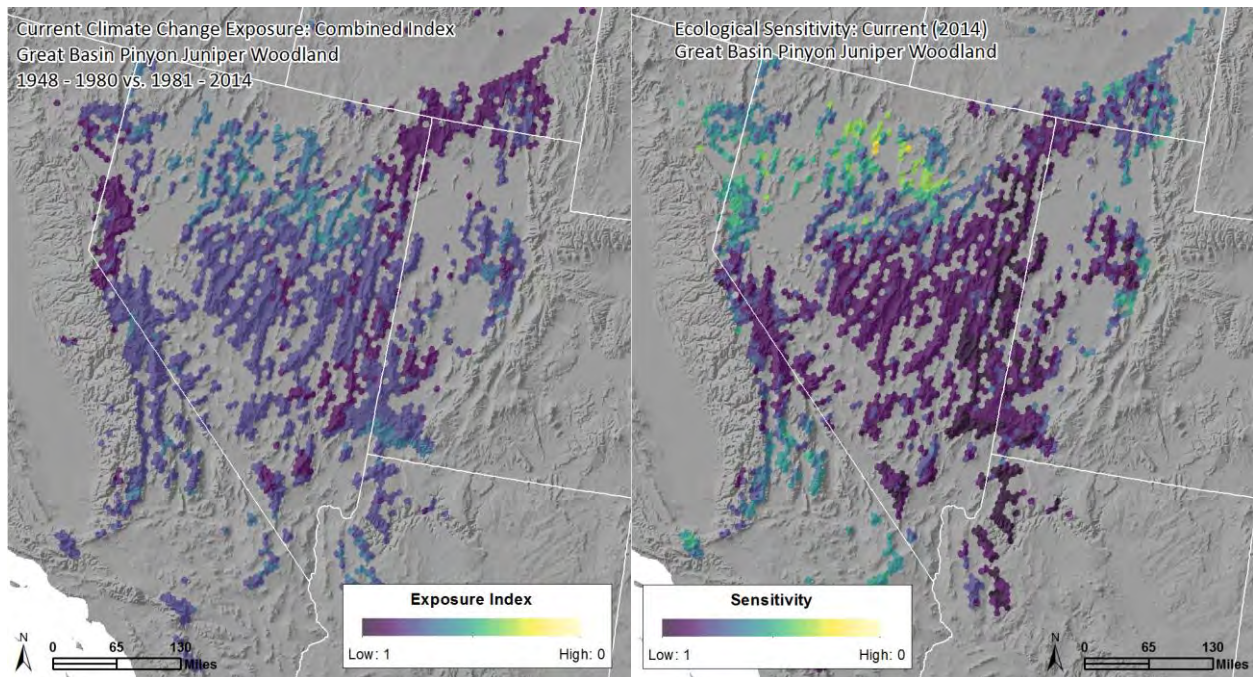 Current Climate Change Exposure: Combined Index
Great Basin Pinyon Juniper Woodland
1948 - 1980 vs. 1981 - 2014
Exposure Index
Low: 1 High: 0
N
0 65 130
Miles
Ecological Sensitivity: Current (2014)
Great Basin Pinyon Juniper Woodland
Sensitivity
Low: 1 High: 0
N
0 65 130
Miles